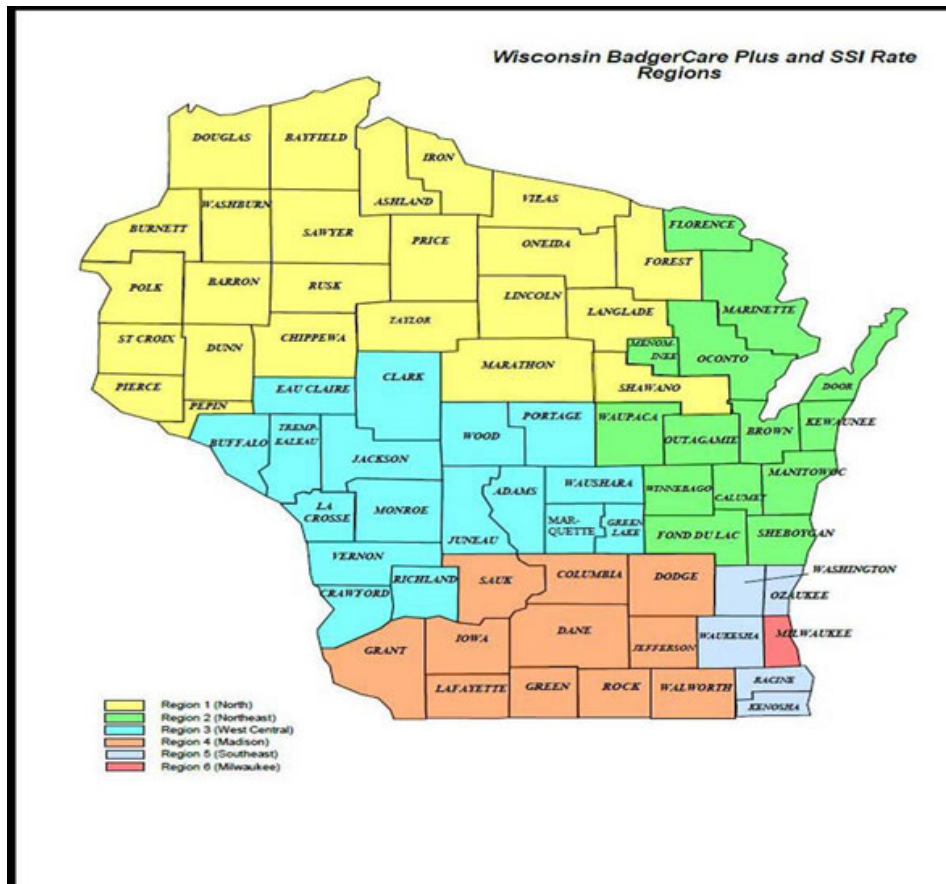 Wisconsin BadgerCare Plus and SSI Rate
Regions
DOUGLAS
BAYFIELD
IRON
ASHLAND
VILAS
WASHBURN
BURNETT
SAWYER
PRICE
ONEIDA
FLORENCE
FOREST
POLK
BARRON
RUSK
LINCOLN
LANGLADE
MARINETTE
TAYLOR
ST CROIX
DUNN
CHIPPEWA
MENOM-
INEE
OCONTO
MARATHON
CLARK
PIERCE
EAU CLAIRE
SHAWANO
DOOR
PEPIN
BUFFALO
TREMP-
EALEAU
WOOD
PORTAGE
WAUPACA
OUTAGAMIE
BROWN
KEWAUNEE
JACKSON
ADAMS
WAUSHARA
WINNEBAGO
CALUMET
MANITOWOC
LA
CROSSE
MONROE
JUNEAU
MAR-
QUETTE
GREEN
LAKE
FOND DU LAC
SHEBOYGAN
VERNON
CRAWFORD
RICHLAND
SAUK
COLUMBIA
DODGE
WASHINGTON
OZAUKEE
GRANT
IOWA
DANE
JEFFERSON
WAUKESHA
MILWAUKEE
LAFAYETTE
GREEN
ROCK
WALWORTH
RACINE
KENOSHA
Region 1 (North)
Region 2 (Northeast)
Region 3 (West Central)
Region 4 (Madison)
Region 5 (Southeast)
Region 6 (Milwaukee)